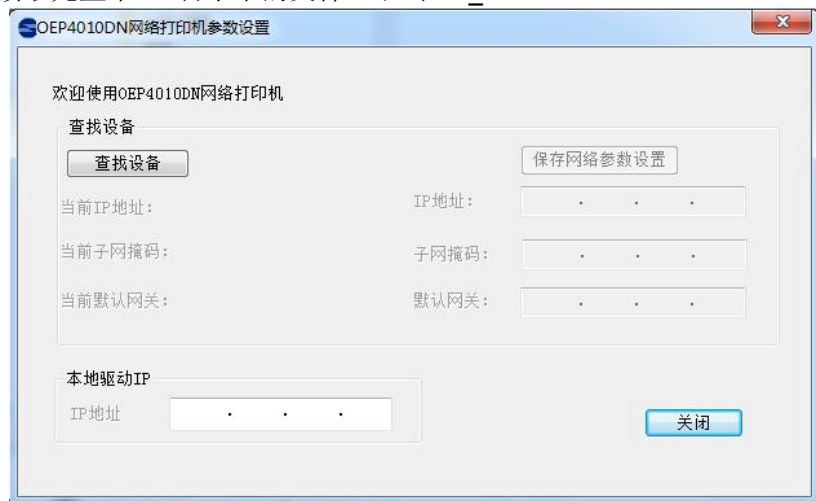 OEP4010DN网络打印机参数设置
欢迎使用OEP4010DN网络打印机
查找设备
查找设备
保存网络参数设置
当前IP地址:
IP地址:
当前子网掩码:
子网掩码:
当前默认网关:
默认网关:
本地驱动IP
IP地址
关闭